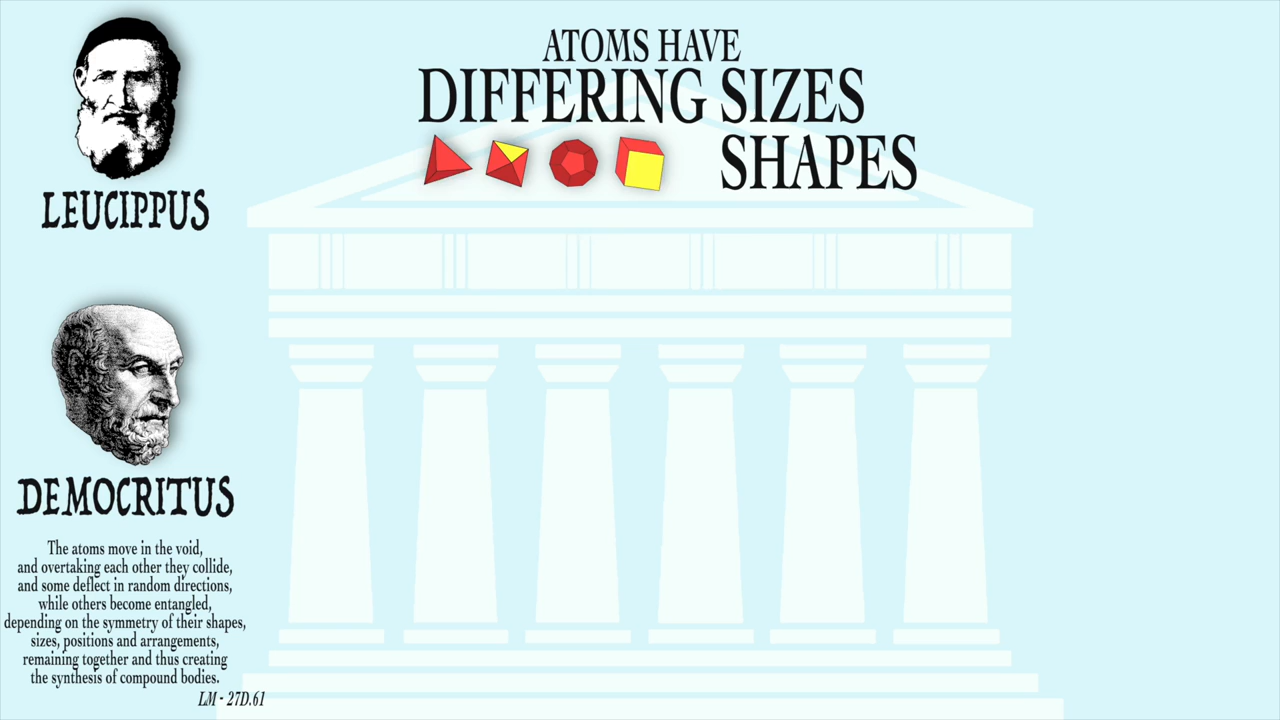 ATOMS HAVE
DIFFERING SIZES
SHAPES
LEUCIPPUS
DEMOCRITUS
The atoms move in the void,
and overtaking each other they collide,
and some deflect in random directions,
while others become entangled,
depending on the symmetry of their shapes,
sizes, positions and arrangements,
remaining together and thus creating
the synthesis of compound bodies.
LM - 27D.61